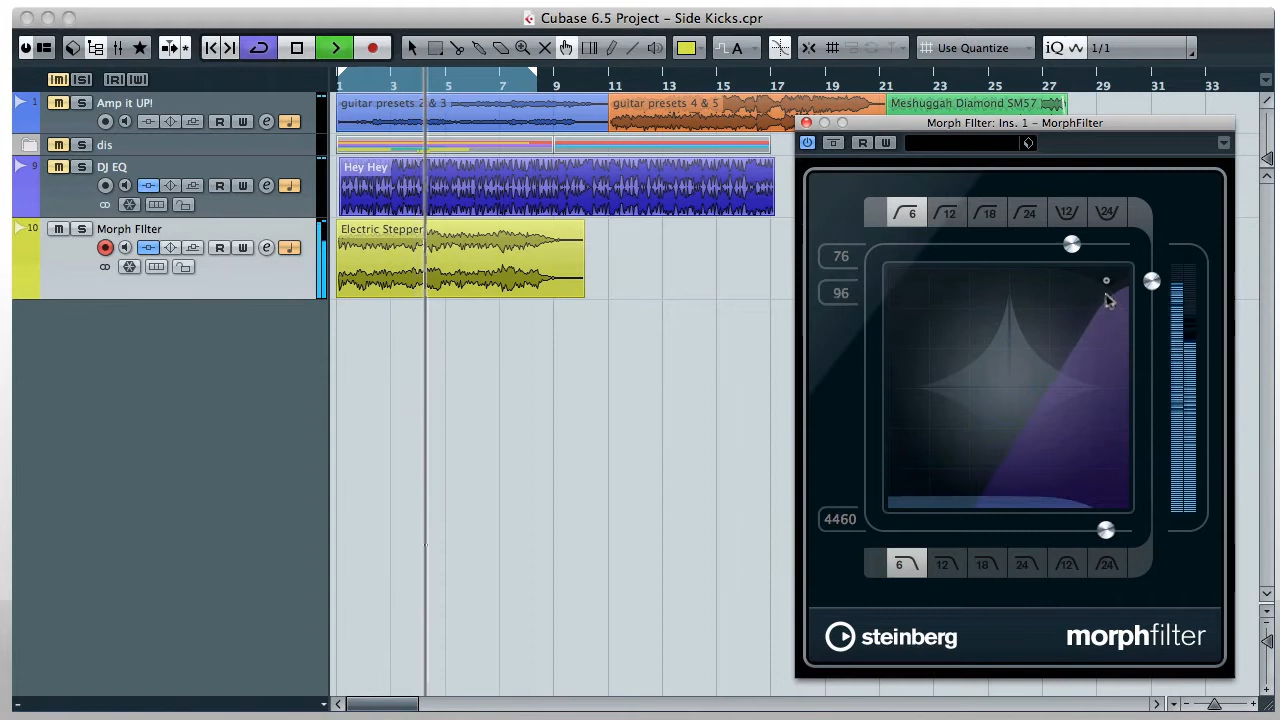 Cubase 6.5 Project – Side Kicks.cpr
A
Use Quantize
iQ 1/1
m s R W
1 3 5 7 9 11 13 15 17 19 21 23 25 27 29 31 33
1 m S Amp it UP!
R W e
guitar presets 2 & 3
guitar presets 4 & 5
Meshuggah Diamond SM57
dis
9 m S DJ EQ
R W e
Hey Hey
10 m S Morph FIlter
R W e
Electric Stepper
Morph FIlter: Ins. 1 – MorphFilter
R W
6 12 18 24 12 24
76
96
4460
6 12 18 24 12 24
steinberg
morphfilter